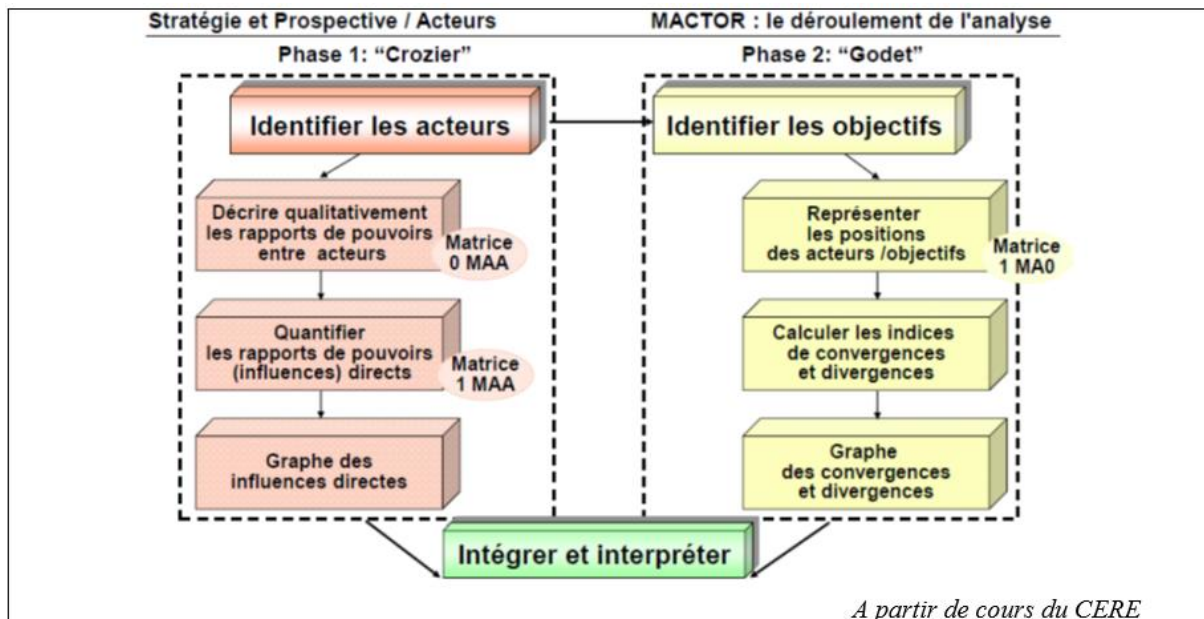 Stratégie et Prospective / Acteurs
MACTOR : le déroulement de l'analyse
Phase 1: “Crozier”
Phase 2: “Godet”
Identifier les acteurs
Identifier les objectifs
Décrire qualitativement
les rapports de pouvoirs
entre acteurs
Matrice
0 MAA
Représenter
les positions
des acteurs /objectifs
Matrice
1 MA0
Quantifier
les rapports de pouvoirs
(influences) directs
Matrice
1 MAA
Calculer les indices
de convergences
et divergences
Graphe des
influences directes
Graphe
des convergences
et divergences
Intégrer et interpréter
A partir de cours du CERE